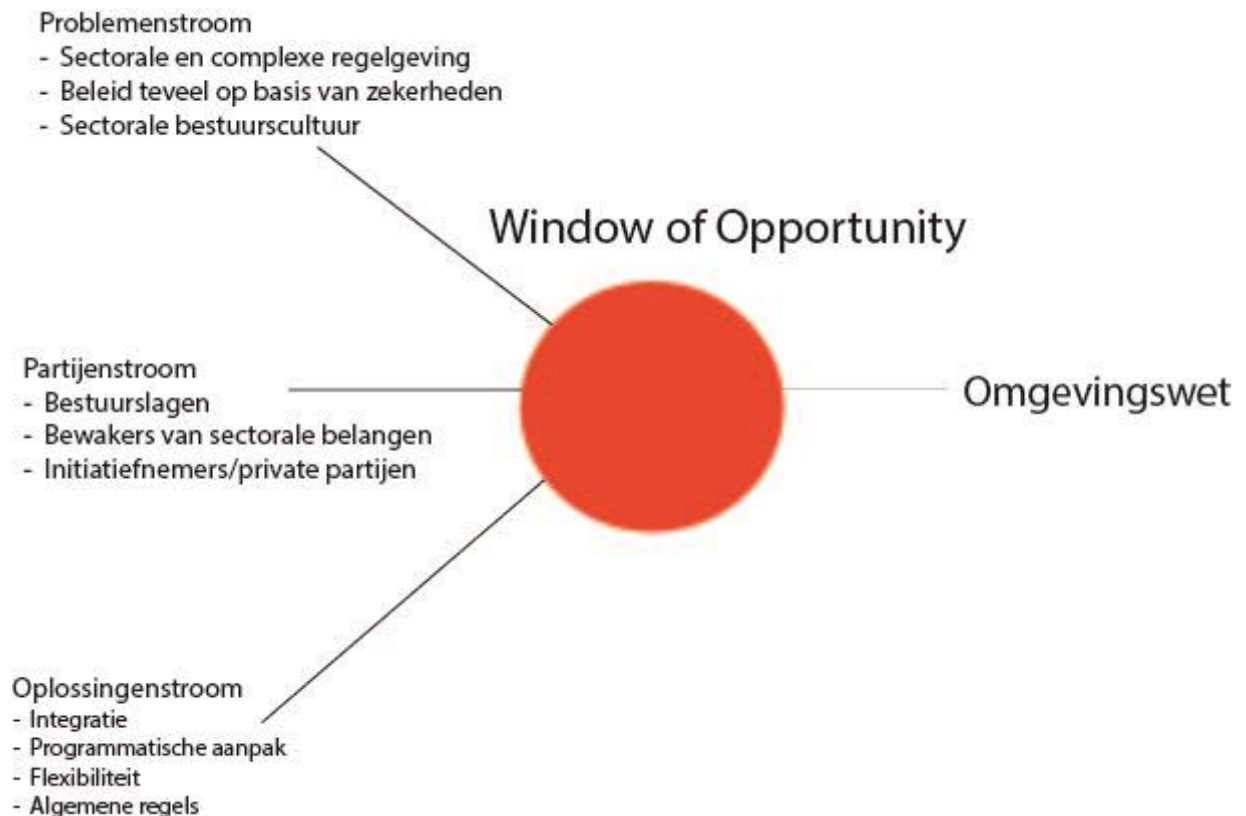 Problemenstroom
- Sectorale en complexe regelgeving
- Beleid teveel op basis van zekerheden
- Sectorale bestuurscultuur
Window of Opportunity
Partijenstroom
- Bestuurslagen
- Bewakers van sectorale belangen
- Initiatiefnemers/private partijen
Omgevingswet
Oplossingenstroom
- Integratie
- Programmatische aanpak
- Flexibiliteit
- Algemene regels